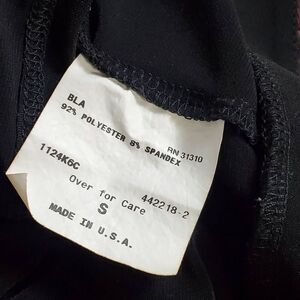 BLA RN 31310
92% POLYESTER 8% SPANDEX
1124K6C 442218-2
Over for Care
S
MADE IN U.S.A.